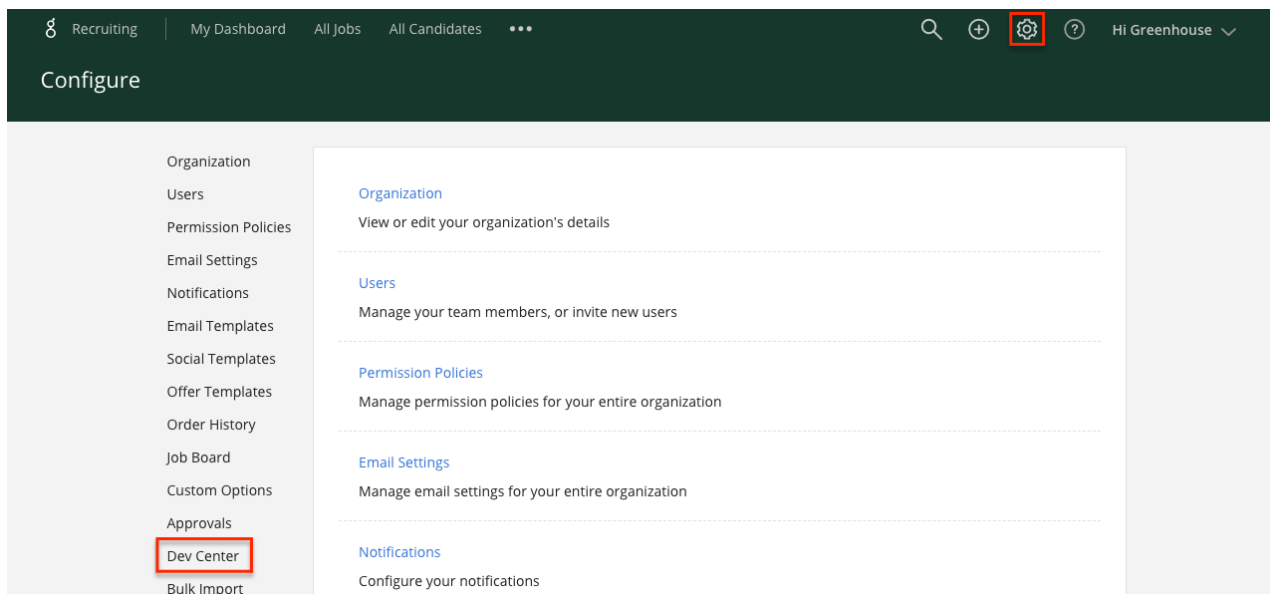 Recruiting My Dashboard All Jobs All Candidates ••• Hi Greenhouse
Configure
Organization
Users
Permission Policies
Email Settings
Notifications
Email Templates
Social Templates
Offer Templates
Order History
Job Board
Custom Options
Approvals
Dev Center
Bulk Import
Organization
View or edit your organization's details
Users
Manage your team members, or invite new users
Permission Policies
Manage permission policies for your entire organization
Email Settings
Manage email settings for your entire organization
Notifications
Configure your notifications